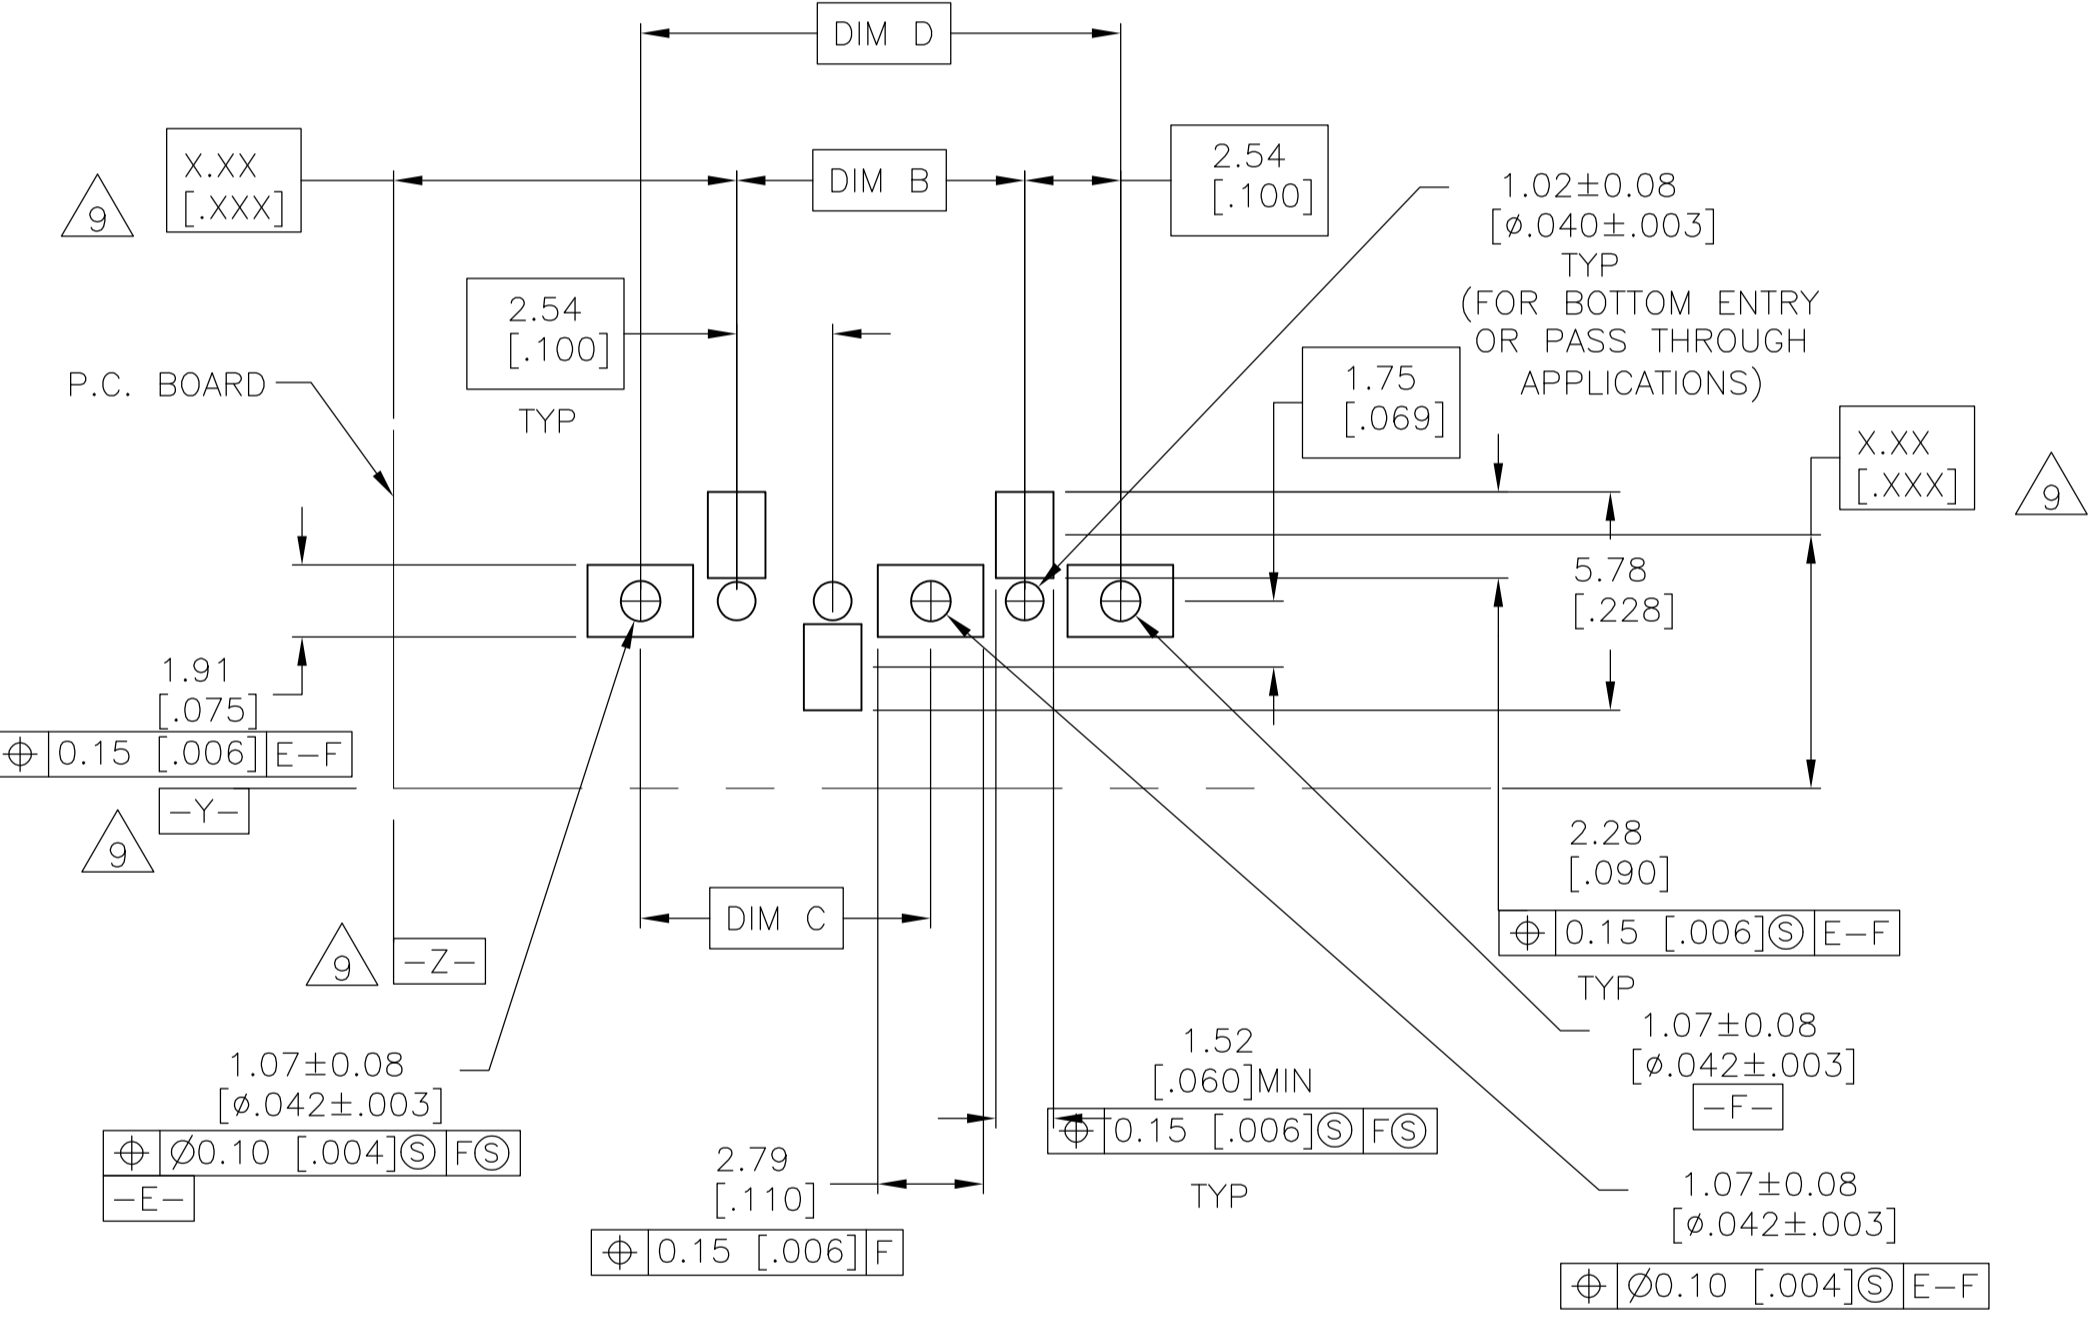 DIM D
X.XX
[.XXX]
9
DIM B
2.54
[.100]
1.02±0.08
[ø.040±.003]
TYP
(FOR BOTTOM ENTRY
OR PASS THROUGH
APPLICATIONS)
2.54
[.100]
TYP
P.C. BOARD
1.75
[.069]
X.XX
[.XXX]
9
5.78
[.228]
1.91
[.075]
⌖ 0.15 [.006] E–F
–Y–
9
2.28
[.090]
⌖ 0.15 [.006]Ⓢ E–F
TYP
DIM C
9
–Z–
1.07±0.08
[ø.042±.003]
–F–
1.52
[.060]MIN
⌖ 0.15 [.006]Ⓢ FⓈ
TYP
1.07±0.08
[ø.042±.003]
⌖ Ø0.10 [.004]Ⓢ FⓈ
–E–
2.79
[.110]
⌖ 0.15 [.006] F
1.07±0.08
[ø.042±.003]
⌖ Ø0.10 [.004]Ⓢ E–F